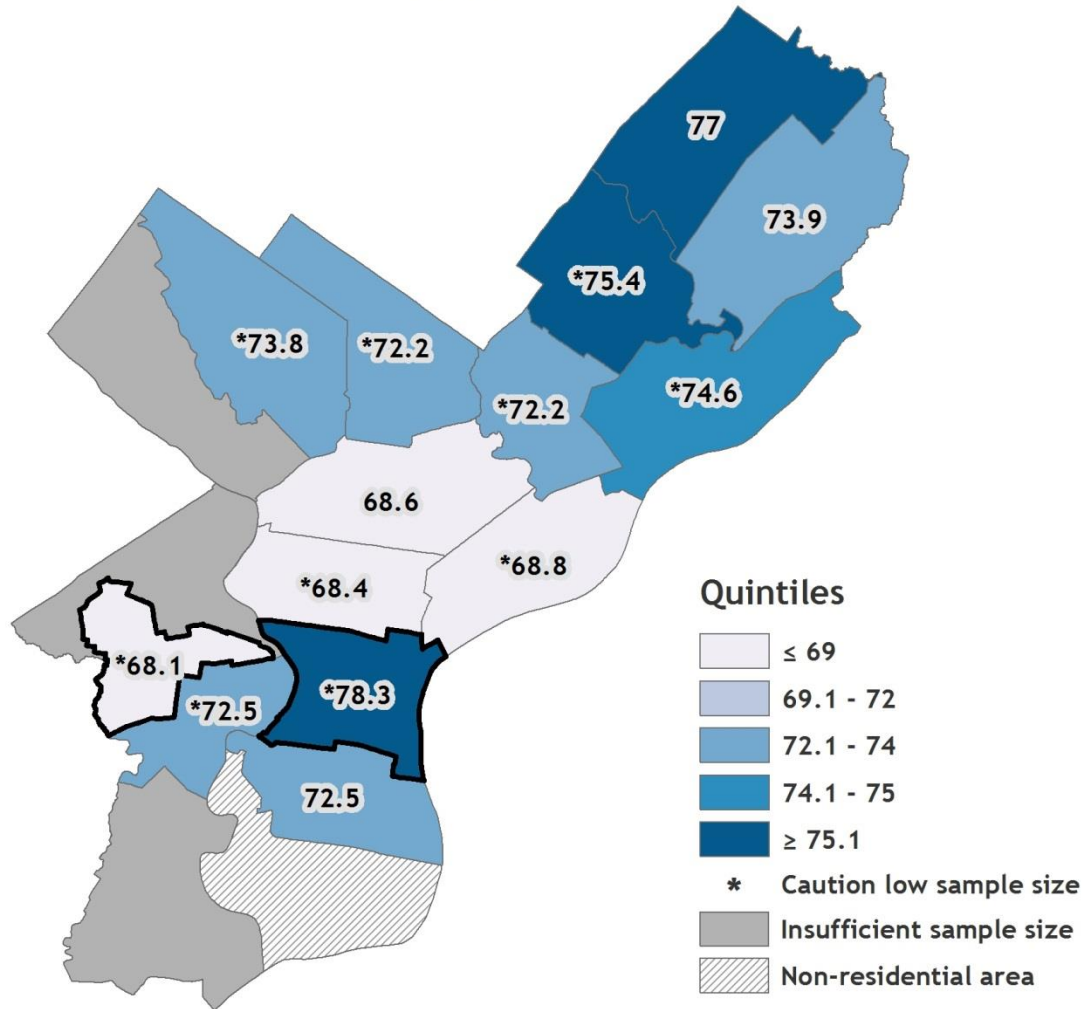 77
73.9
*75.4
*73.8
*72.2
*72.2
*74.6
68.6
*68.8
*68.4
*68.1
*78.3
*72.5
72.5
Quintiles
≤ 69
69.1 - 72
72.1 - 74
74.1 - 75
≥ 75.1
* Caution low sample size
Insufficient sample size
Non-residential area